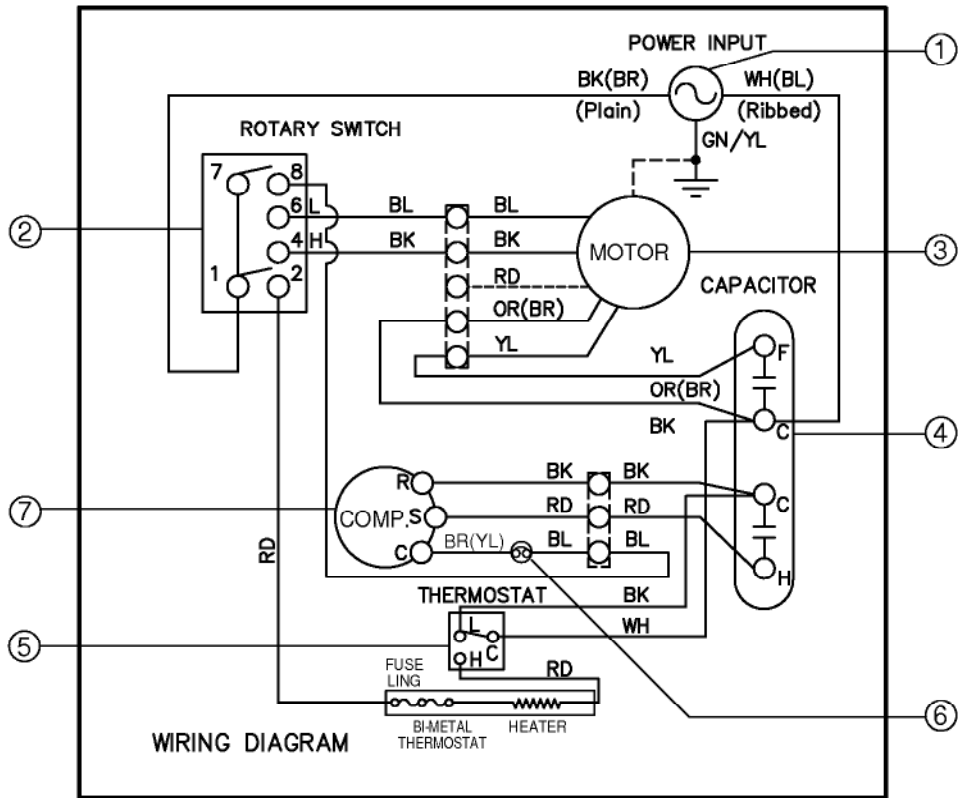 POWER INPUT
1
BK(BR)
WH(BL)
(Plain)
(Ribbed)
GN/YL
ROTARY SWITCH
7
8
6
L
BL
BL
2
4
H
BK
BK
MOTOR
3
1
2
RD
CAPACITOR
OR(BR)
YL
YL
F
OR(BR)
BK
C
4
R
BK
BK
C
7
COMP.
S
RD
RD
C
BR(YL)
BL
BL
H
RD
THERMOSTAT
BK
L
WH
5
C
H
RD
FUSE
LING
6
BI-METAL
THERMOSTAT
HEATER
WIRING DIAGRAM